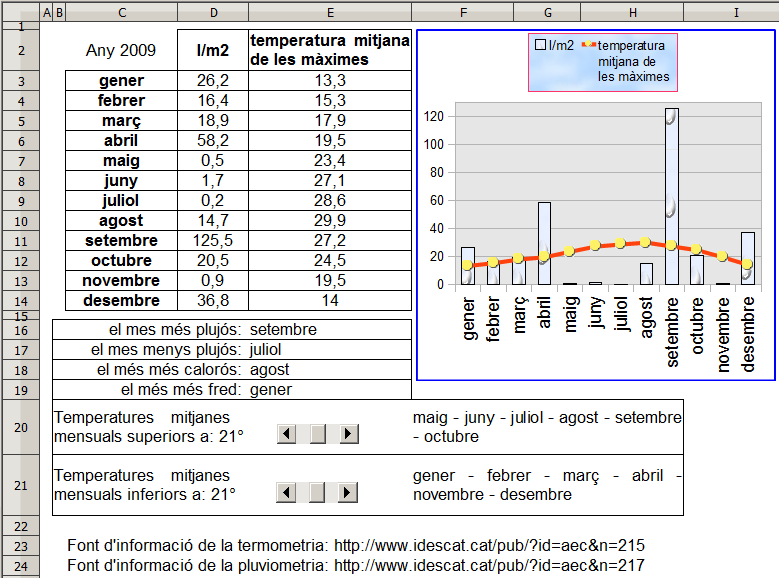 A B C D E F G H I
1
2 Any 2009 l/m2 temperatura mitjana
de les màximes
3 gener 26,2 13,3
4 febrer 16,4 15,3
5 març 18,9 17,9
6 abril 58,2 19,5
7 maig 0,5 23,4
8 juny 1,7 27,1
9 juliol 0,2 28,6
10 agost 14,7 29,9
11 setembre 125,5 27,2
12 octubre 20,5 24,5
13 novembre 0,9 19,5
14 desembre 36,8 14
15
16 el mes més plujós: setembre
17 el mes menys plujós: juliol
18 el més més calorós: agost
19 el més més fred: gener
l/m2 temperatura
mitjana
de les màximes
120
100
80
60
40
20
0
gener febrer març abril maig juny juliol agost setembre octubre novembre desembre
20 Temperatures mitjanes
mensuals superiors a: 21°
maig - juny - juliol - agost - setembre
- octubre
21 Temperatures mitjanes
mensuals inferiors a: 21°
gener - febrer - març - abril -
novembre - desembre
22
23 Font d'informació de la termometria: http://www.idescat.cat/pub/?id=aec&n=215
24 Font d'informació de la pluviometria: http://www.idescat.cat/pub/?id=aec&n=217